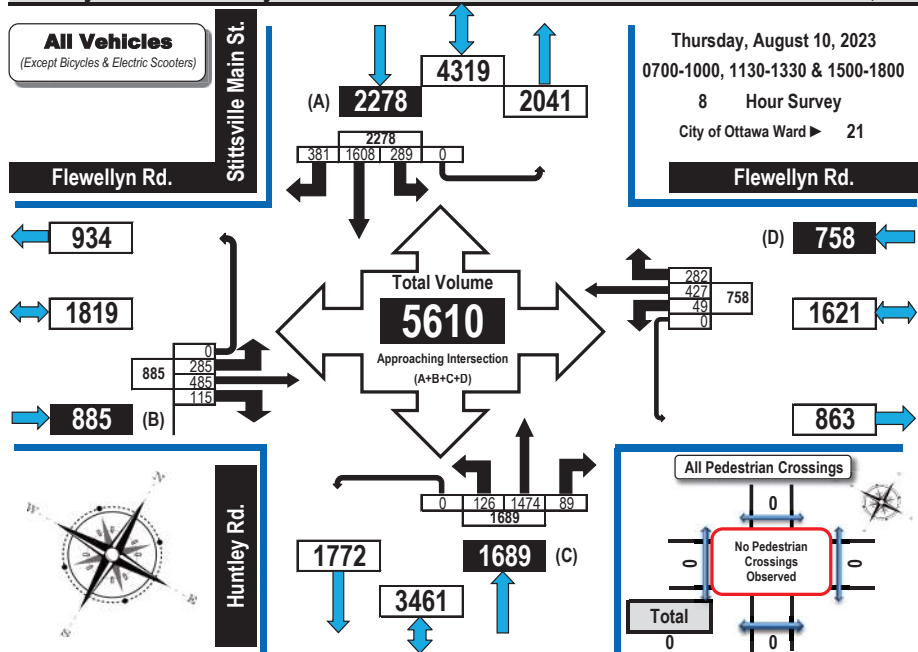 All Vehicles
(Except Bicycles & Electric Scooters)
Stittsville Main St.
Flewellyn Rd.
4319
(A) 2278
2041
2278
381 1608 289 0
Thursday, August 10, 2023
0700-1000, 1130-1330 & 1500-1800
8 Hour Survey
City of Ottawa Ward ► 21
Flewellyn Rd.
934
1819
885 (B)
0
285
485
115
885
Total Volume
5610
Approaching Intersection
(A+B+C+D)
282
427
49
0
758
(D) 758
1621
863
N
W
E
S
Huntley Rd.
0 126 1474 89
1689
1772
1689 (C)
3461
All Pedestrian Crossings
0
0
No Pedestrian
Crossings
Observed
0
Total
0
0